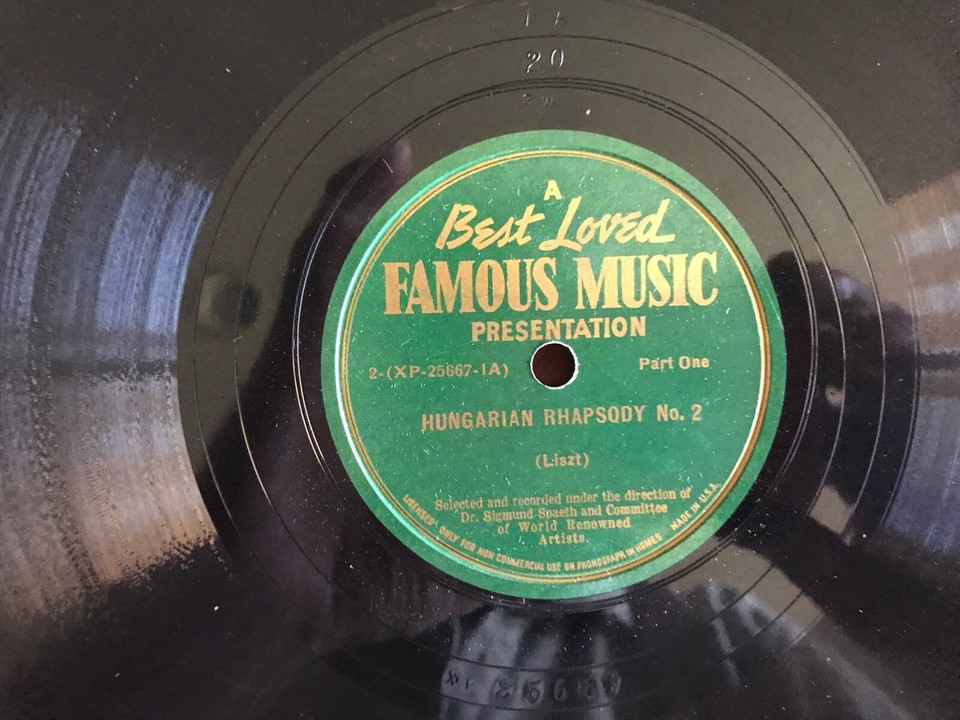 20
A
Best Loved
FAMOUS MUSIC
PRESENTATION
2-(XP-25667-1A)
Part One
HUNGARIAN RHAPSODY No. 2
(Liszt)
Selected and recorded under the direction of
Dr. Sigmund Spaeth and Committee
of World Renowned
Artists.
LICENSED ONLY FOR NON COMMERCIAL USE ON PHONOGRAPH IN HOMES MADE IN U.S.A.